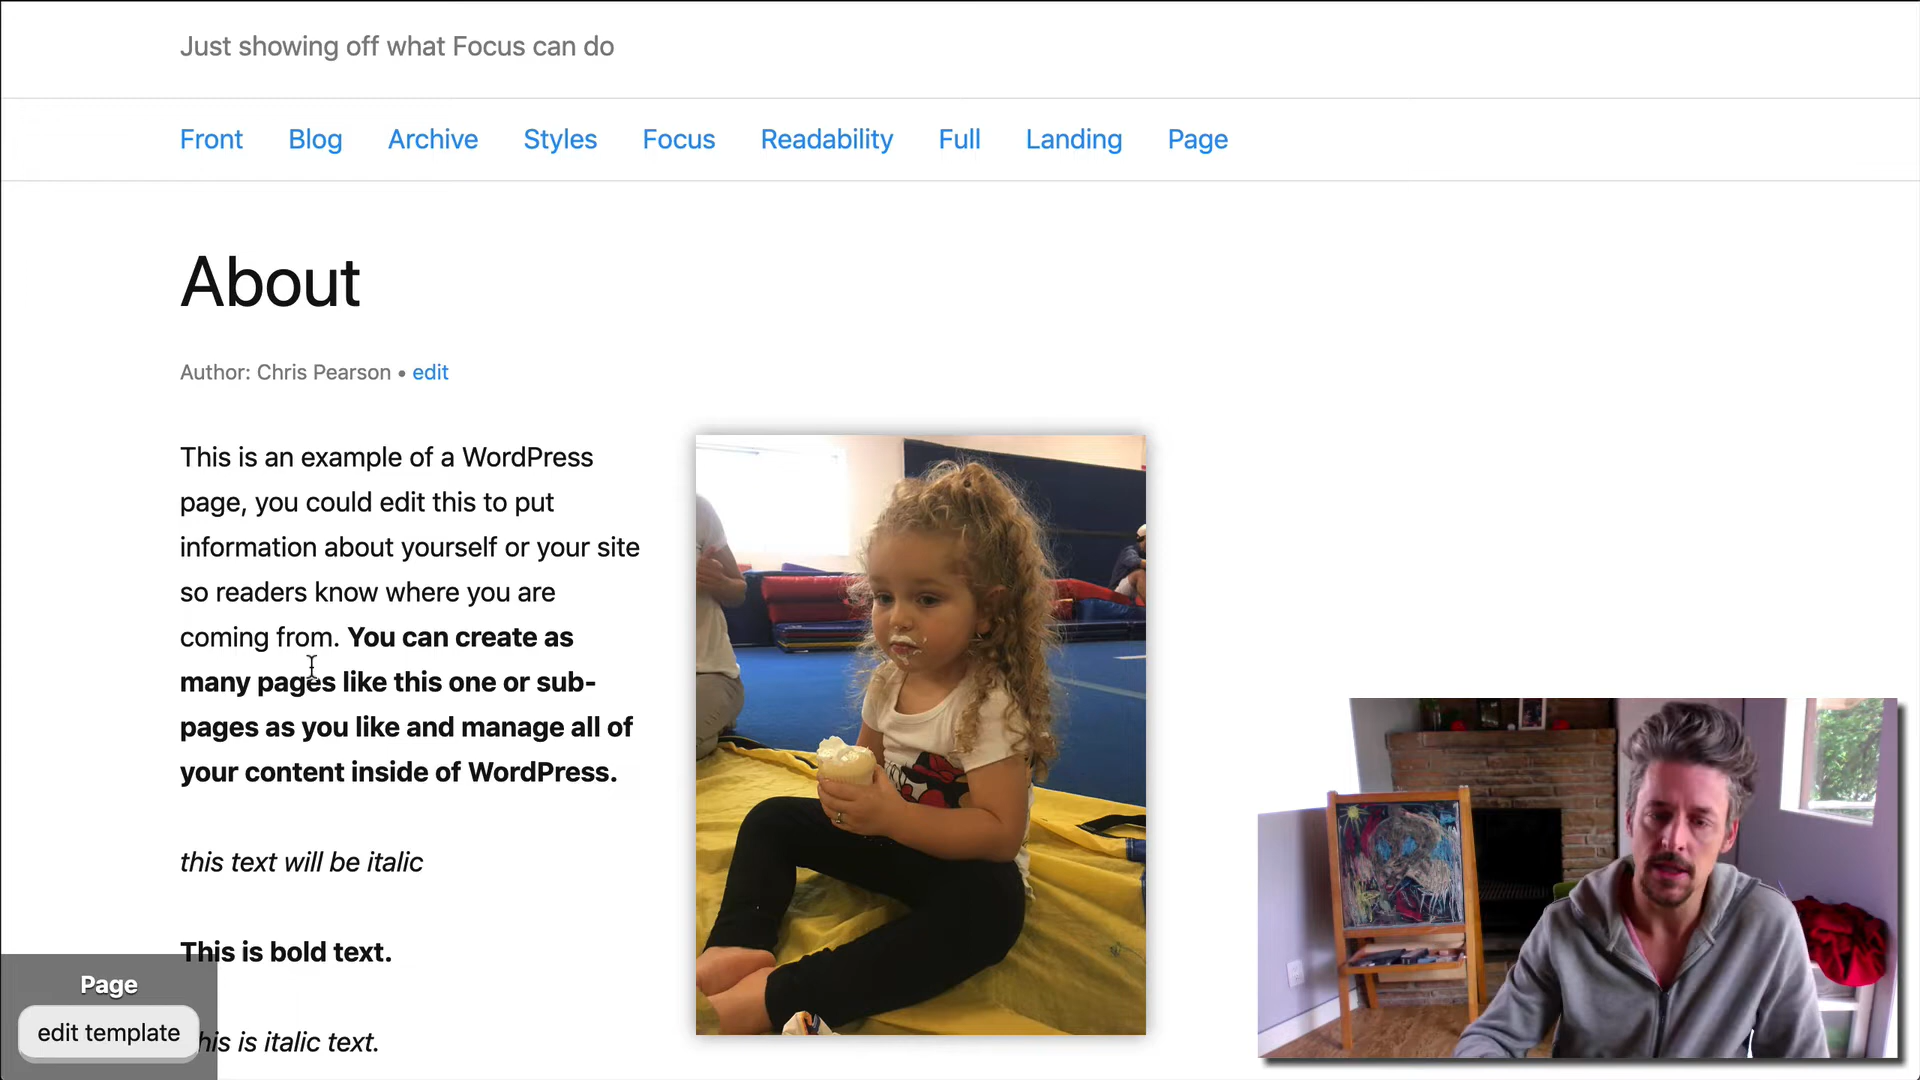 Just showing off what Focus can do
Front Blog Archive Styles Focus Readability Full Landing Page
About
Author: Chris Pearson • edit
This is an example of a WordPress
page, you could edit this to put
information about yourself or your site
so readers know where you are
coming from. You can create as
many pages like this one or sub-
pages as you like and manage all of
your content inside of WordPress.
this text will be italic
This is bold text.
his is italic text.
Page
edit template